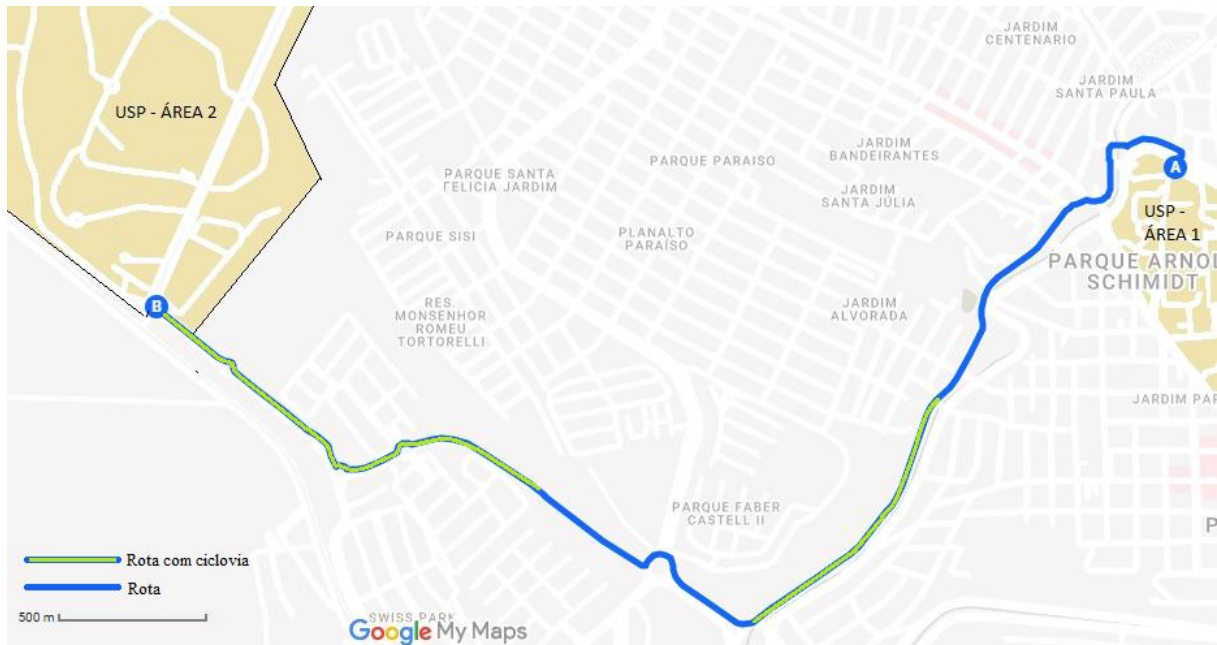 JARDIM
CENTENARIO
JARDIM
SANTA PAULA
USP - ÁREA 2
PARQUE SANTA
FELICIA JARDIM
PARQUE PARAISO
JARDIM
BANDEIRANTES
JARDIM
SANTA JÚLIA
A
USP -
ÁREA 1
PARQUE SISI
PLANALTO
PARAÍSO
PARQUE ARNOL
SCHIMIDT
B
RES.
MONSENHOR
ROMEU
TORTORELLI
JARDIM
ALVORADA
JARDIM PAR
PARQUE FABER
CASTELL II
P
Rota com ciclovia
Rota
500 m
SWISS PARK
Google My Maps